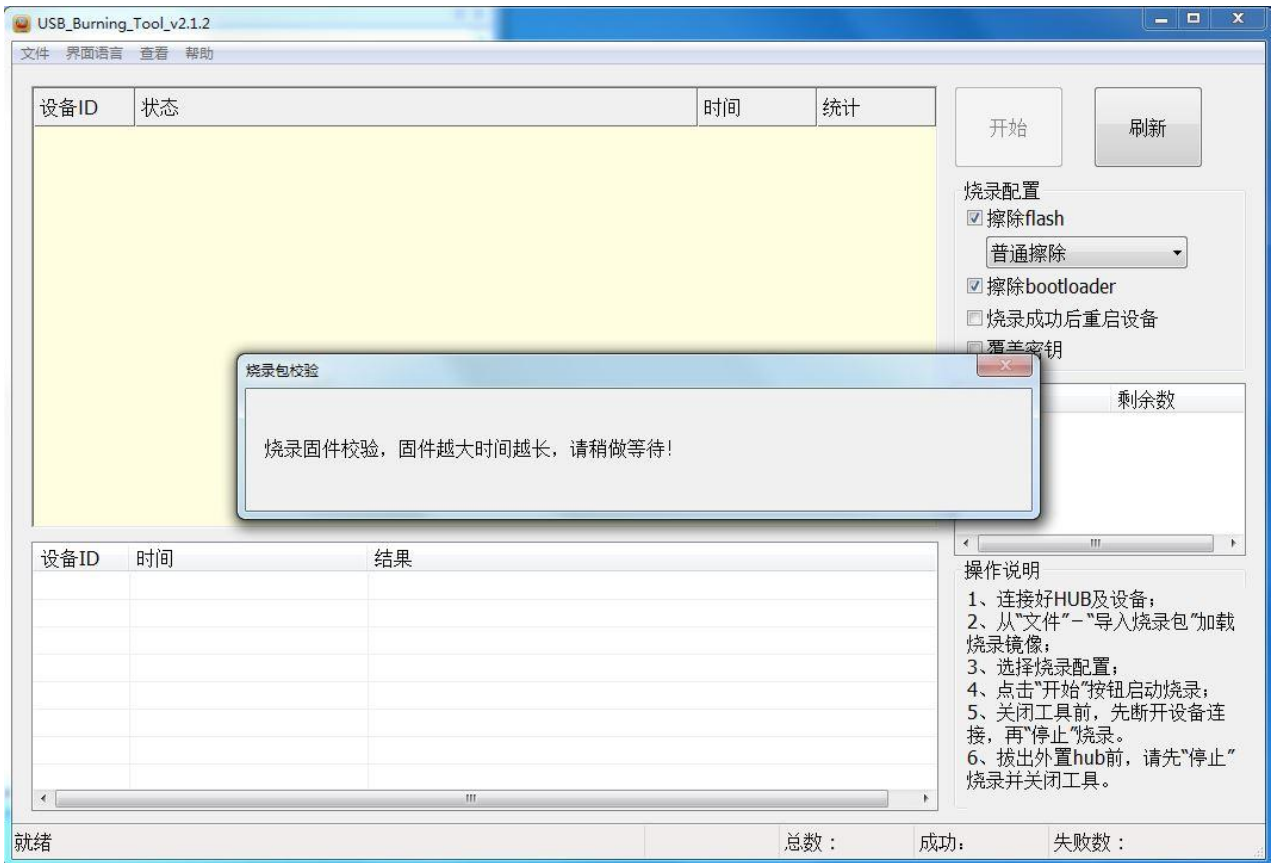 USB_Burning_Tool_v2.1.2
文件 界面语言 查看 帮助
设备ID 状态 时间 统计
开始 刷新
烧录配置
擦除flash
普通擦除
擦除bootloader
烧录成功后重启设备
覆盖密钥
烧录包校验
烧录固件校验，固件越大时间越长，请稍做等待！
剩余数
设备ID 时间 结果
操作说明
1、连接好HUB及设备；
2、从“文件”－“导入烧录包”加载
烧录镜像；
3、选择烧录配置；
4、点击“开始”按钮启动烧录；
5、关闭工具前，先断开设备连
接，再“停止”烧录。
6、拔出外置hub前，请先“停止”
烧录并关闭工具。
就绪 总数： 成功： 失败数：